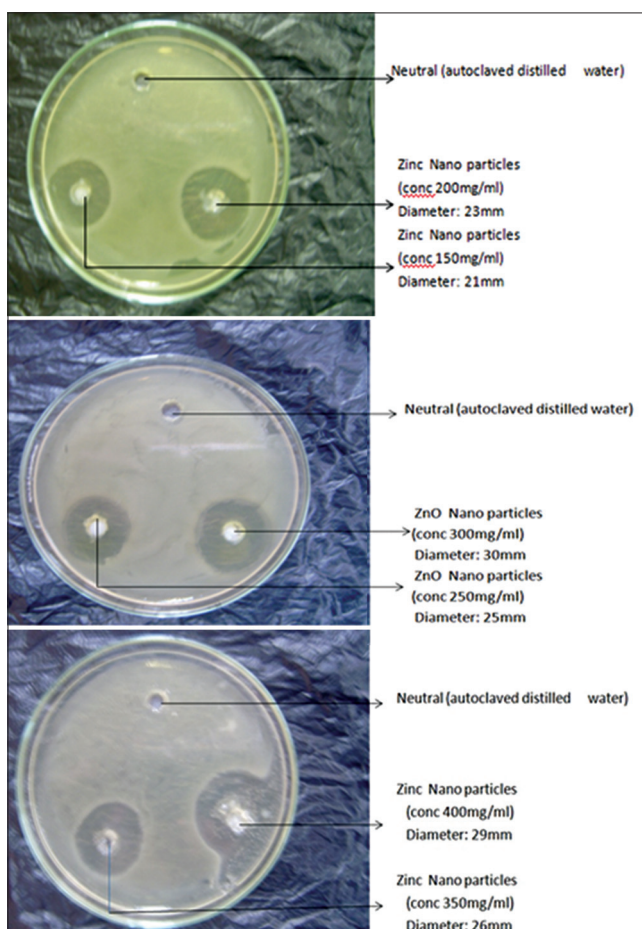 Neutral (autoclaved distilled water)
Zinc Nano particles
(conc 200mg/ml)
Diameter: 23mm
Zinc Nano particles
(conc 150mg/ml)
Diameter: 21mm
Neutral (autoclaved distilled water)
ZnO Nano particles
(conc 300mg/ml)
Diameter: 30mm
ZnO Nano particles
(conc 250mg/ml)
Diameter: 25mm
Neutral (autoclaved distilled water)
Zinc Nano particles
(conc 400mg/ml)
Diameter: 29mm
Zinc Nano particles
(conc 350mg/ml)
Diameter: 26mm